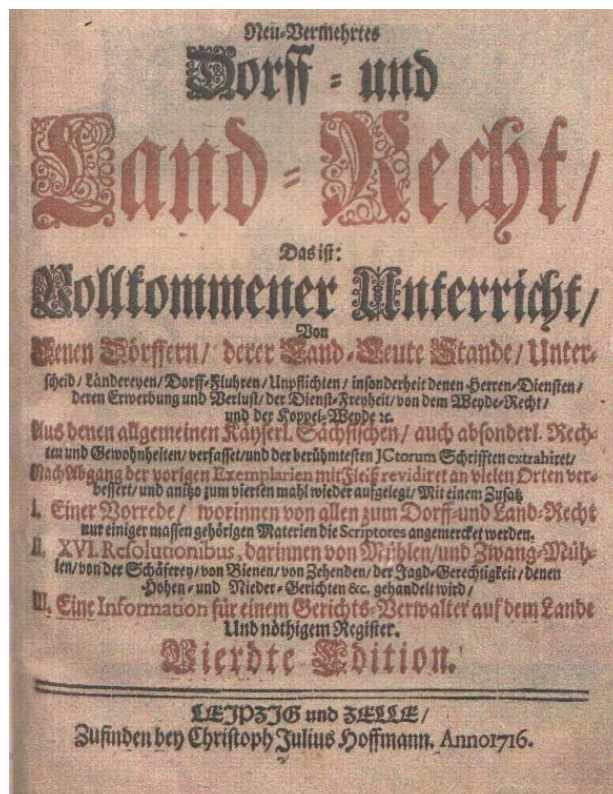 Neu-Vermehrtes
Dorff- und
Land-Recht/
Das ist:
Vollkommener Unterricht/
Von
Denen Dörffern/ derer Land-Leute Stande/ Unter-
scheid/ Ländereyen/ Dorff-Fluhren/ Unpflichten/ insonderheit denen Herren-Diensten/
deren Erwerbung und Verlust/ der Dienst-Freyheit/ von dem Weyde-Recht/
und der Koppel-Weyde ꝛc.
Aus denen allgemeinen Käyserl. Sächsischen/ auch absonderl. Rech-
ten und Gewohnheiten/ verfasset/ und der berühmtesten JCtorum Schrifften extrahiret/
Nach Abgang der vorigen Exemplarien mit Fleiß revidiret an vielen Orten ver-
bessert/ und anitzo zum vierten mahl wieder aufgelegt/ Mit einem Zusatz
I. Einer Vorrede/ worinnen von allen zum Dorff-und Land-Recht
nur einiger massen gehörigen Materien die Scriptores angemercket werden.
II. XVI. Resolutionibus, darinnen von Mühlen/ und Zwang-Müh-
len/ von der Schäferey/ von Bienen/ von Zehenden/ der Jagd-Gerechtigkeit/ denen
Hohen- und Nieder-Gerichten &c. gehandelt wird/
III. Eine Information für einem Gerichts-Verwalter auf dem Lande
Und nöthigem Register.
Vierdte Edition.
LEIPZIG und ZELLE/
Zufinden bey Christoph Julius Hoffmann. Anno 1716.